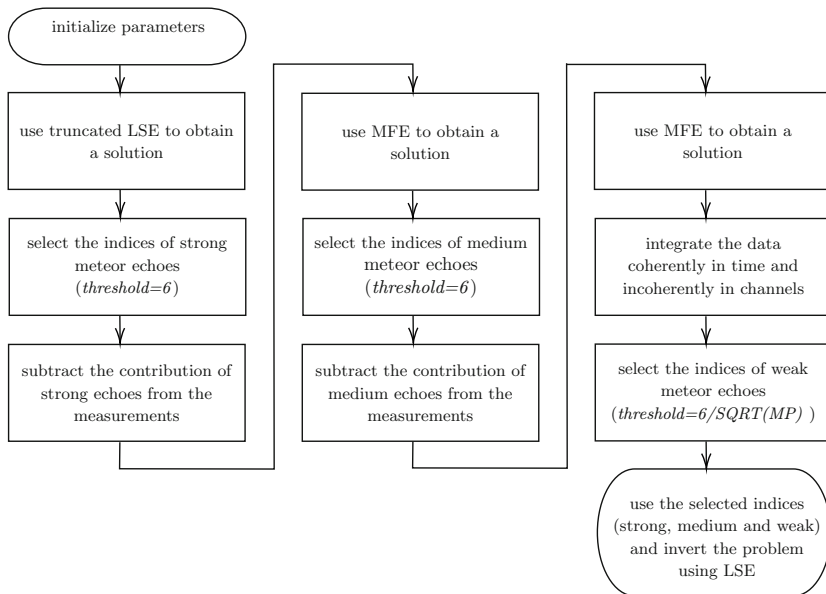 initialize parameters
use truncated LSE to obtain
a solution
select the indices of strong
meteor echoes
(threshold=6)
subtract the contribution of
strong echoes from the
measurements
use MFE to obtain a
solution
select the indices of medium
meteor echoes
(threshold=6)
subtract the contribution of
medium echoes from the
measurements
use MFE to obtain a
solution
integrate the data
coherently in time and
incoherently in channels
select the indices of weak
meteor echoes
(threshold=6/SQRT(MP) )
use the selected indices
(strong, medium and weak)
and invert the problem
using LSE